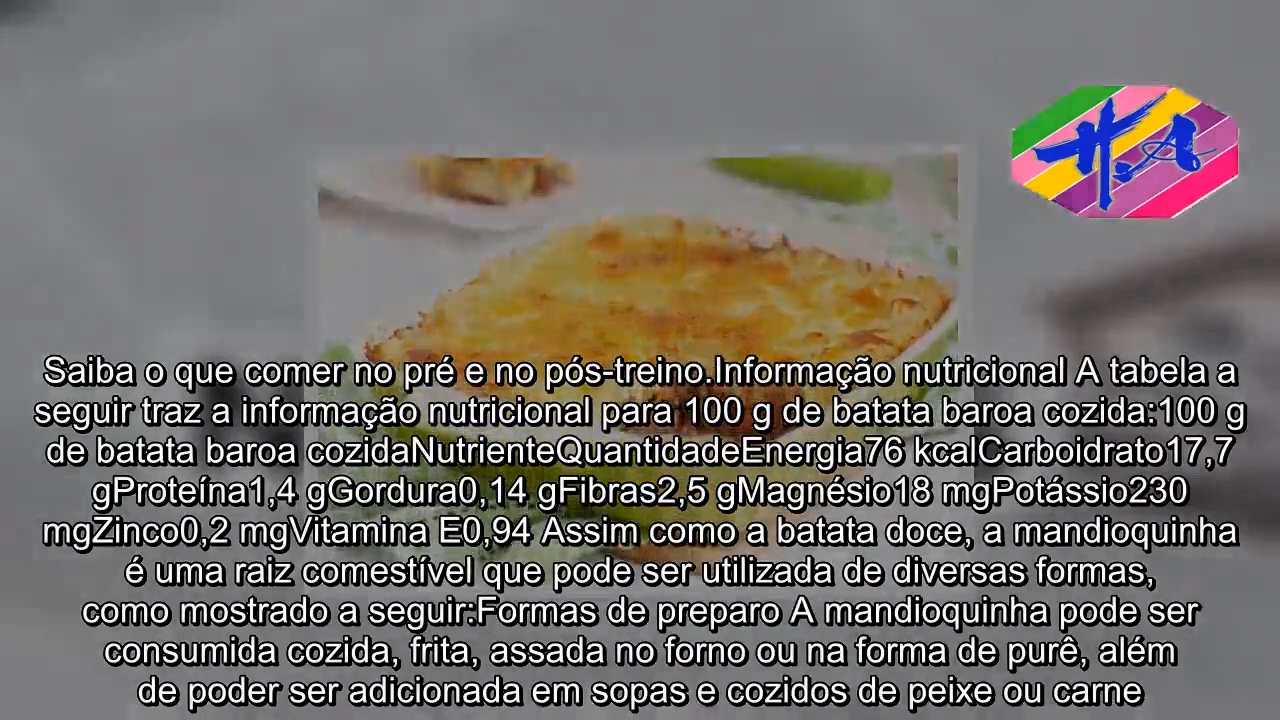 H.A
Saiba o que comer no pré e no pós-treino.Informação nutricional A tabela a
seguir traz a informação nutricional para 100 g de batata baroa cozida:100 g
de batata baroa cozidaNutrienteQuantidadeEnergia76 kcalCarboidrato17,7
gProteína1,4 gGordura0,14 gFibras2,5 gMagnésio18 mgPotássio230
mgZinco0,2 mgVitamina E0,94 Assim como a batata doce, a mandioquinha
é uma raiz comestível que pode ser utilizada de diversas formas,
como mostrado a seguir:Formas de preparo A mandioquinha pode ser
consumida cozida, frita, assada no forno ou na forma de purê, além
de poder ser adicionada em sopas e cozidos de peixe ou carne